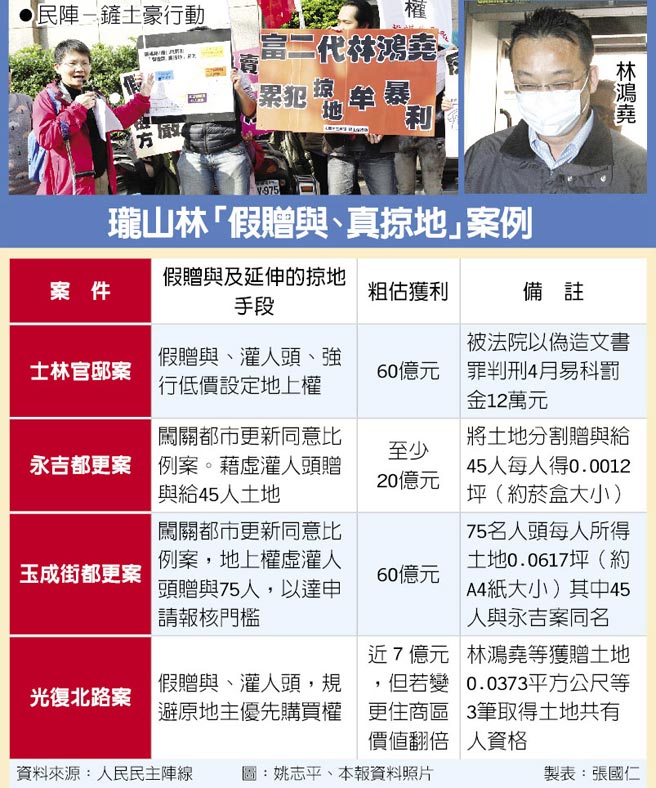 ●民陣－鏟土豪行動
權
富二代林鴻堯
累犯 掠地 牟 暴利
V-975
林鴻堯
瓏山林「假贈與、真掠地」案例
案 件
假贈與及延伸的掠地
手段
粗估獲利
備 註
士林官邸案
假贈與、灌人頭、強
行低價設定地上權
60億元
被法院以偽造文書
罪判刑4月易科罰
金12萬元
永吉都更案
闖關都市更新同意比
例案。藉虛灌人頭贈
與給45人土地
至少
20億元
將土地分割贈與給
45人每人得0.0012
坪（約菸盒大小）
玉成街都更案
闖關都市更新同意比
例案，地上權虛灌人
頭贈與75人，以達申
請報核門檻
60億元
75名人頭每人所得
土地0.0617坪（約
A4紙大小）其中45
人與永吉案同名
光復北路案
假贈與、灌人頭，規
避原地主優先購買權
近7億元
，但若變
更住商區
價值翻倍
林鴻堯等獲贈土地
0.0373平方公尺等
3筆取得土地共有
人資格
資料來源：人民民主陣線
圖：姚志平、本報資料照片
製表：張國仁